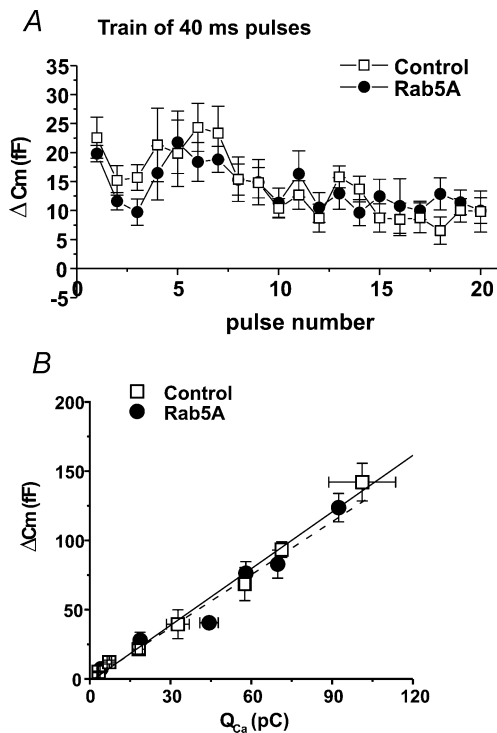 A
Train of 40 ms pulses
Control
Rab5A
35
30
25
20
15
10
5
0
-5
Δ Cm (fF)
0 5 10 15 20
pulse number
B
Control
Rab5A
200
150
100
50
0
ΔCm (fF)
0 30 60 90 120
QCa (pC)